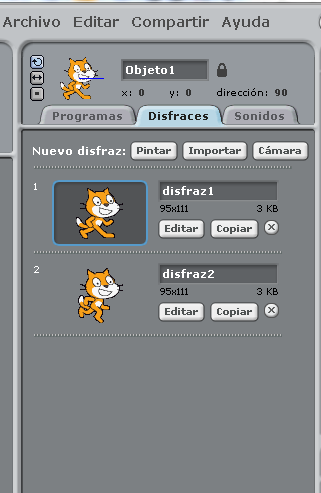 Archivo Editar Compartir Ayuda
Objeto1
x: 0 y: 0 dirección: 90
Programas Disfraces Sonidos
Nuevo disfraz: Pintar Importar Cámara
1
disfraz1
95x111 3 KB
Editar Copiar
2
disfraz2
95x111 3 KB
Editar Copiar